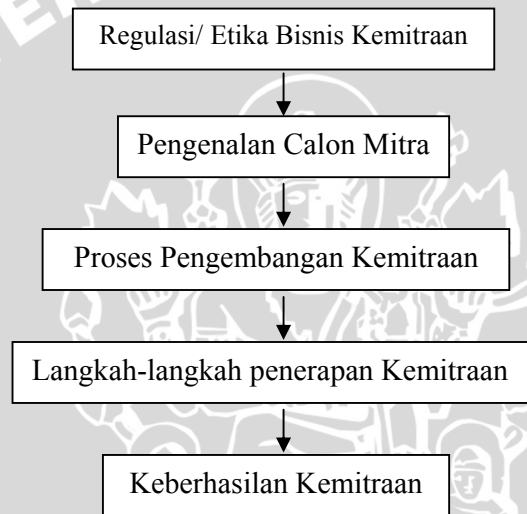 Regulasi/ Etika Bisnis Kemitraan
Pengenalan Calon Mitra
Proses Pengembangan Kemitraan
Langkah-langkah penerapan Kemitraan
Keberhasilan Kemitraan